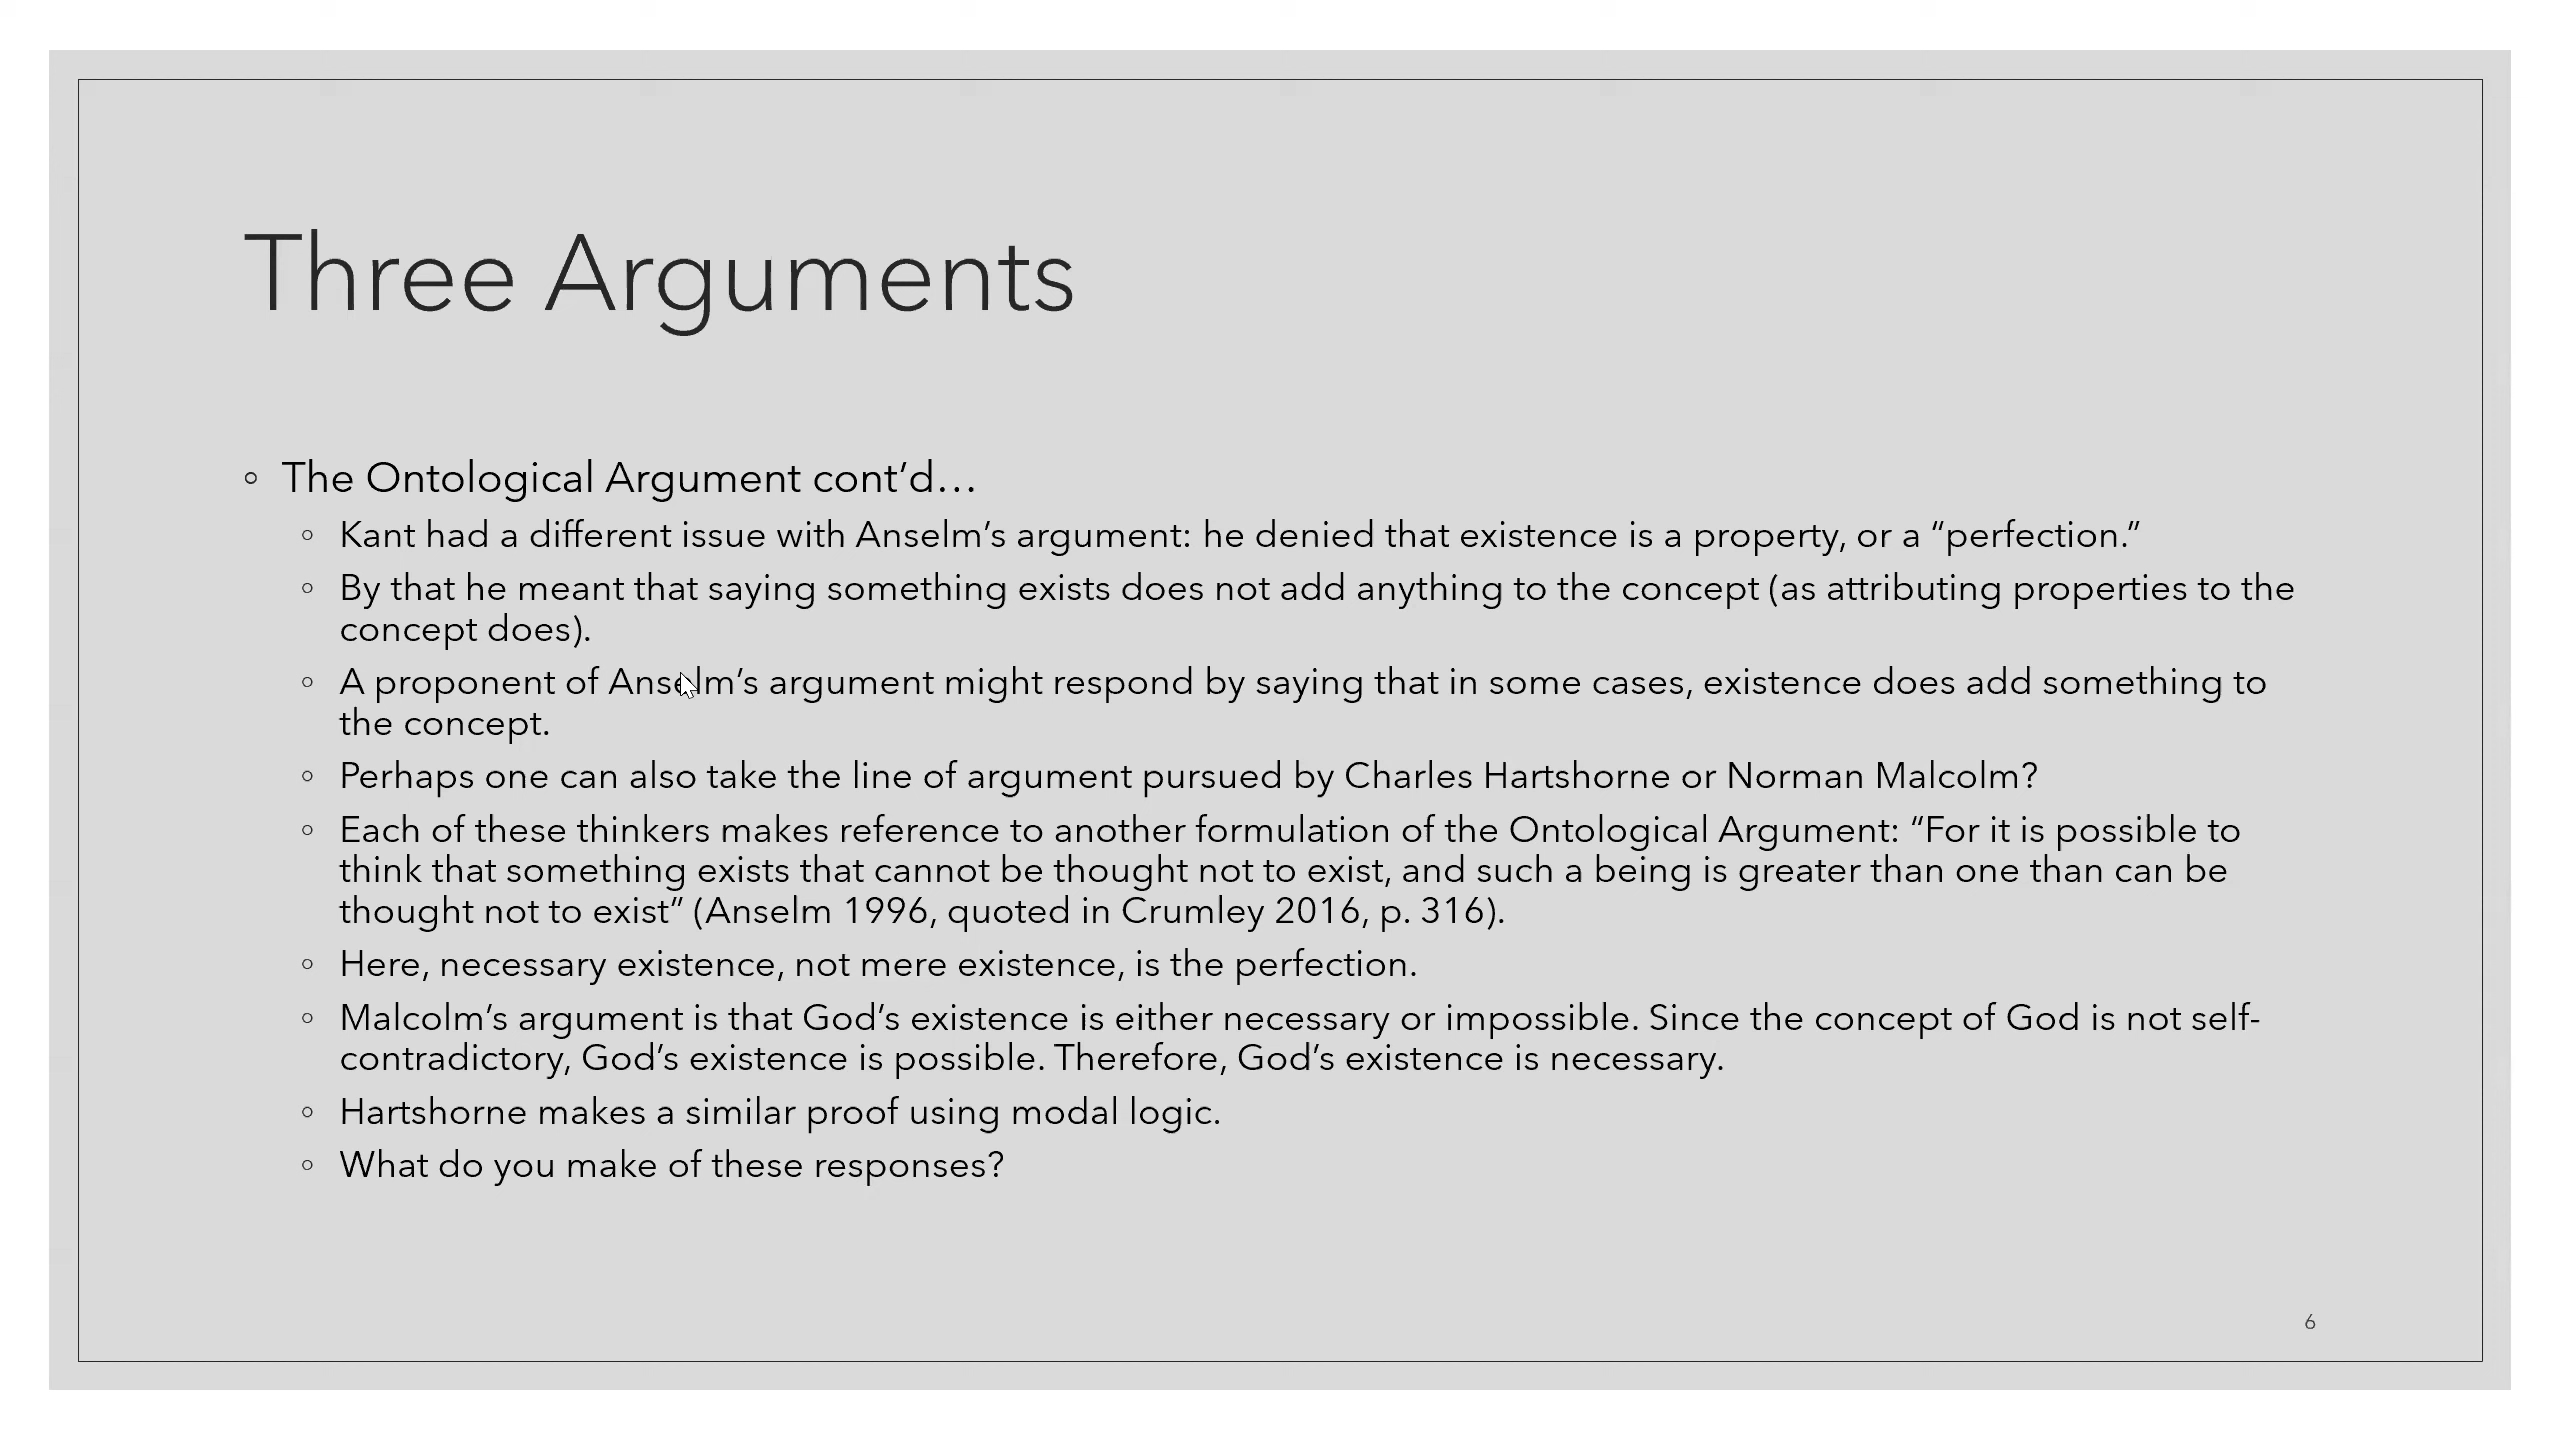 Three Arguments
◦ The Ontological Argument cont’d…
◦ Kant had a different issue with Anselm’s argument: he denied that existence is a property, or a “perfection.”
◦ By that he meant that saying something exists does not add anything to the concept (as attributing properties to the
concept does).
◦ A proponent of Anselm’s argument might respond by saying that in some cases, existence does add something to
the concept.
◦ Perhaps one can also take the line of argument pursued by Charles Hartshorne or Norman Malcolm?
◦ Each of these thinkers makes reference to another formulation of the Ontological Argument: “For it is possible to
think that something exists that cannot be thought not to exist, and such a being is greater than one than can be
thought not to exist” (Anselm 1996, quoted in Crumley 2016, p. 316).
◦ Here, necessary existence, not mere existence, is the perfection.
◦ Malcolm’s argument is that God’s existence is either necessary or impossible. Since the concept of God is not self-
contradictory, God’s existence is possible. Therefore, God’s existence is necessary.
◦ Hartshorne makes a similar proof using modal logic.
◦ What do you make of these responses?
6